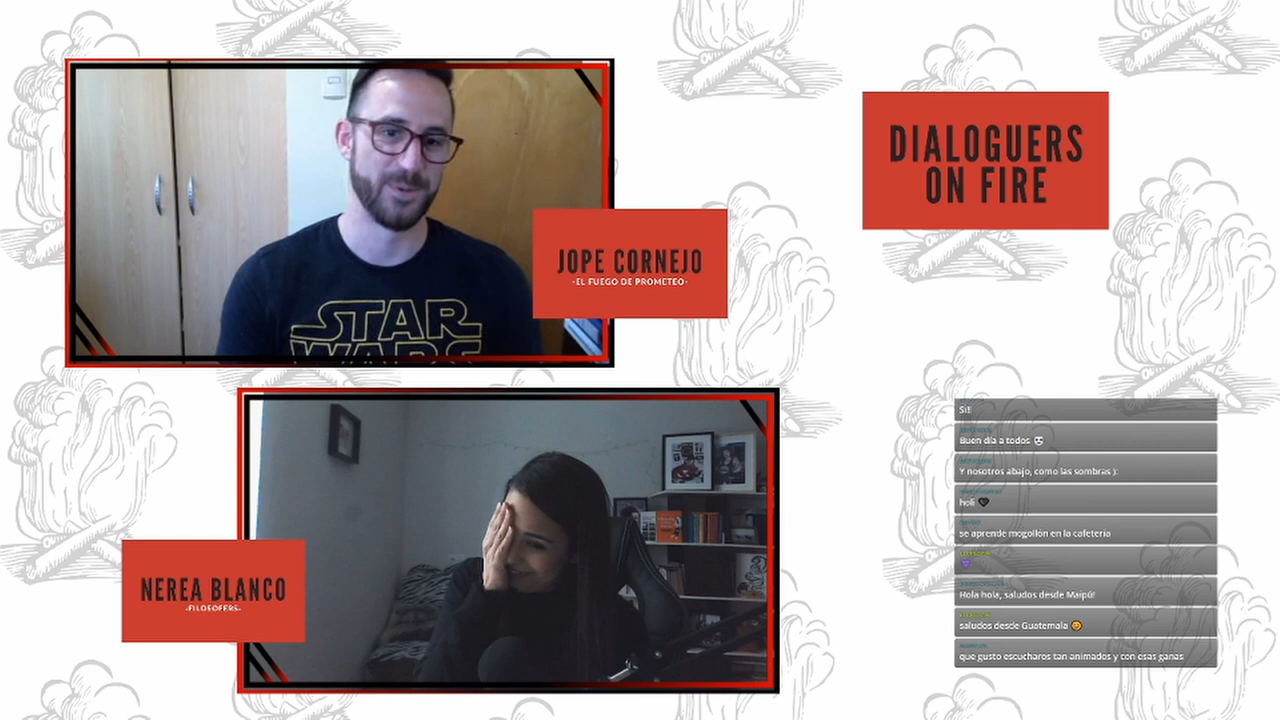 DIALOGUERS
ON FIRE
JOPE CORNEJO
·EL FUEGO DE PROMETEO·
STAR
WARS
NEREA BLANCO
-FILOSOFERS-
Si!!
Buen día a todos
Y nosotros abajo, como las sombras ):
holi
se aprende mogollón en la cafetería
Hola hola, saludos desde Maipú!
saludos desde Guatemala
que gusto escucharos tan animados y con esas ganas